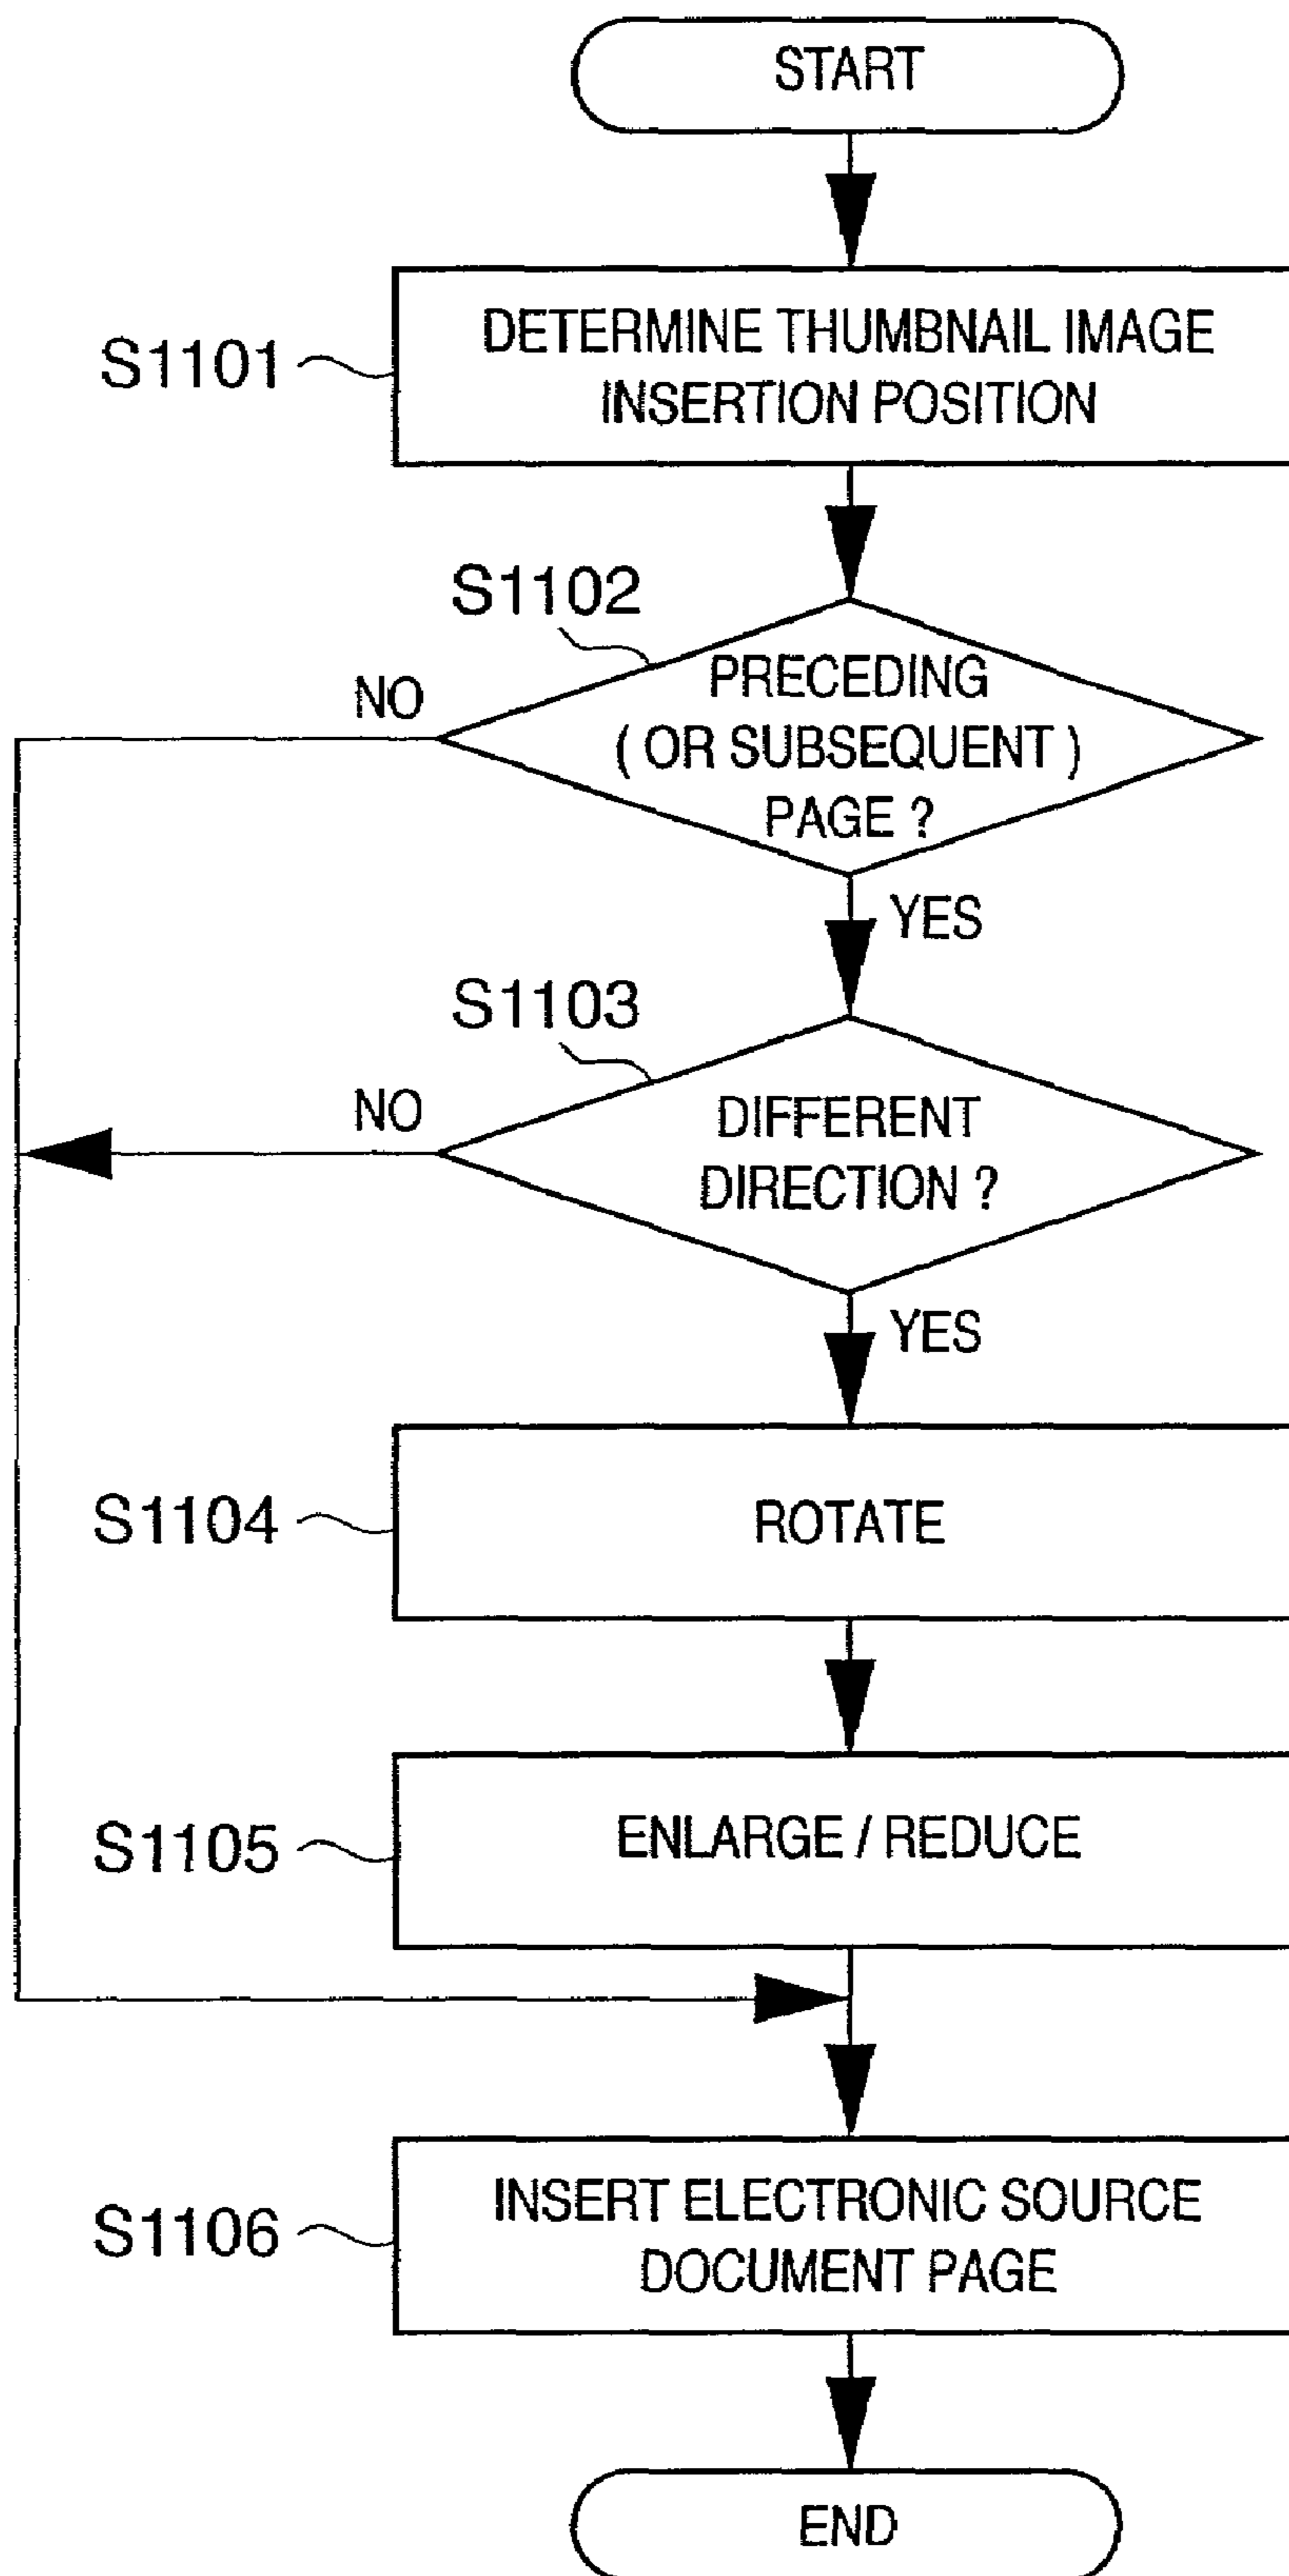 START
S1101
DETERMINE THUMBNAIL IMAGE
INSERTION POSITION
S1102
NO
PRECEDING
( OR SUBSEQUENT )
PAGE ?
YES
S1103
NO
DIFFERENT
DIRECTION ?
YES
S1104
ROTATE
S1105
ENLARGE / REDUCE
S1106
INSERT ELECTRONIC SOURCE
DOCUMENT PAGE
END